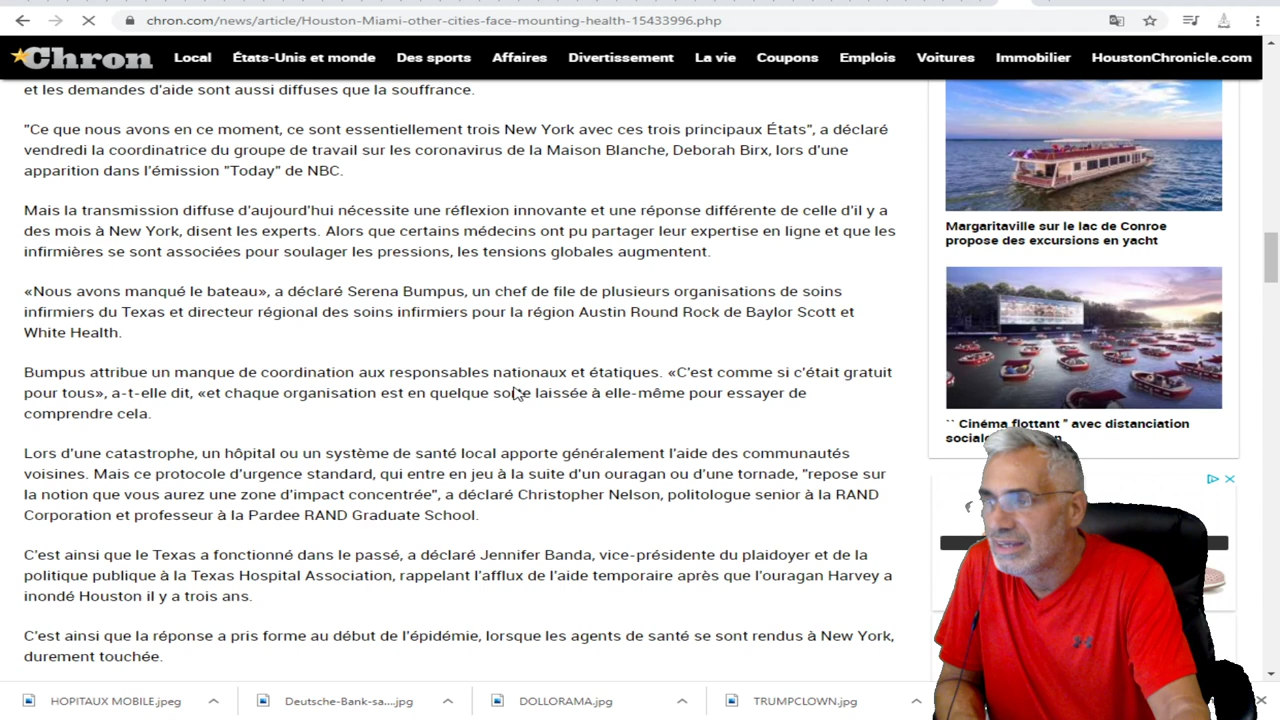 chron.com/news/article/Houston-Miami-other-cities-face-mounting-health-15433996.php
Chron
Local
États-Unis et monde
Des sports
Affaires
Divertissement
La vie
Coupons
Emplois
Voitures
Immobilier
HoustonChronicle.com
et les demandes d'aide sont aussi diffuses que la souffrance.
"Ce que nous avons en ce moment, ce sont essentiellement trois New York avec ces trois principaux États", a déclaré
vendredi la coordinatrice du groupe de travail sur les coronavirus de la Maison Blanche, Deborah Birx, lors d'une
apparition dans l'émission "Today" de NBC.
Mais la transmission diffuse d'aujourd'hui nécessite une réflexion innovante et une réponse différente de celle d'il y a
des mois à New York, disent les experts. Alors que certains médecins ont pu partager leur expertise en ligne et que les
infirmières se sont associées pour soulager les pressions, les tensions globales augmentent.
«Nous avons manqué le bateau», a déclaré Serena Bumpus, un chef de file de plusieurs organisations de soins
infirmiers du Texas et directeur régional des soins infirmiers pour la région Austin Round Rock de Baylor Scott et
White Health.
Bumpus attribue un manque de coordination aux responsables nationaux et étatiques. «C'est comme si c'était gratuit
pour tous», a-t-elle dit, «et chaque organisation est en quelque sorte laissée à elle-même pour essayer de
comprendre cela.
Lors d'une catastrophe, un hôpital ou un système de santé local apporte généralement l'aide des communautés
voisines. Mais ce protocole d'urgence standard, qui entre en jeu à la suite d'un ouragan ou d'une tornade, "repose sur
la notion que vous aurez une zone d'impact concentrée", a déclaré Christopher Nelson, politologue senior à la RAND
Corporation et professeur à la Pardee RAND Graduate School.
C'est ainsi que le Texas a fonctionné dans le passé, a déclaré Jennifer Banda, vice-présidente du plaidoyer et de la
politique publique à la Texas Hospital Association, rappelant l'afflux de l'aide temporaire après que l'ouragan Harvey a
inondé Houston il y a trois ans.
C'est ainsi que la réponse a pris forme au début de l'épidémie, lorsque les agents de santé se sont rendus à New York,
durement touchée.
Margaritaville sur le lac de Conroe
propose des excursions en yacht
`` Cinéma flottant '' avec distanciation
HOPITAUX MOBILE.jpeg
Deutsche-Bank-sa....jpg
DOLLORAMA.jpg
TRUMPCLOWN.jpg